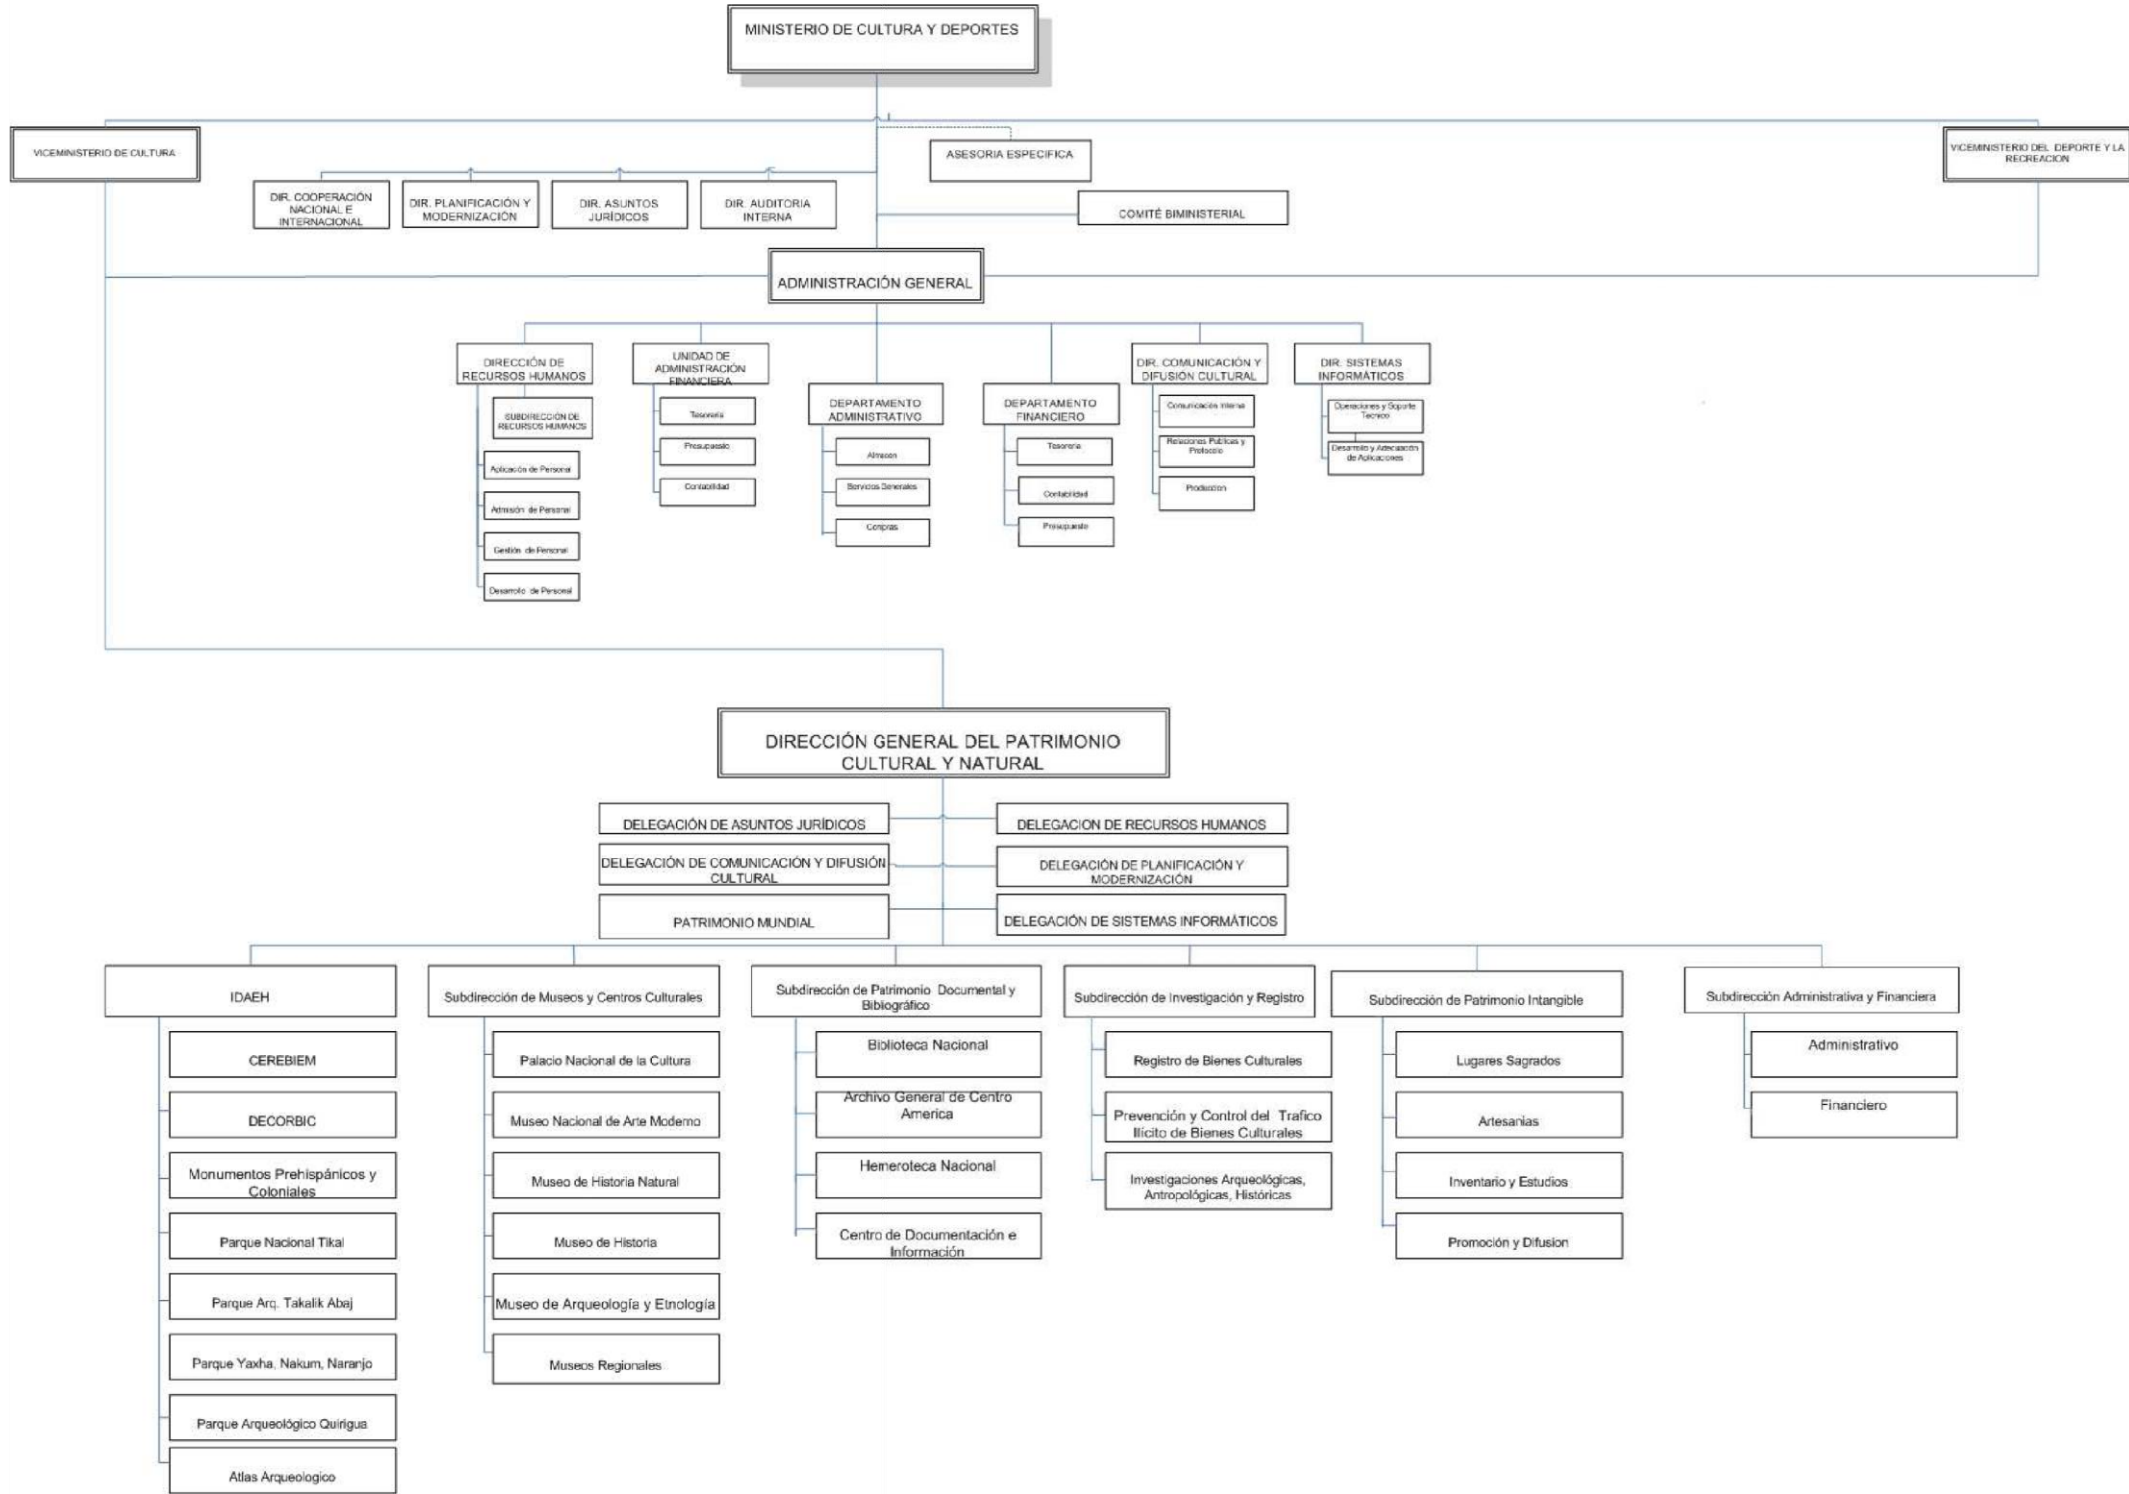 MINISTERIO DE CULTURA Y DEPORTES
VICEMINISTERIO DE CULTURA
ASESORIA ESPECIFICA
VICEMINISTERIO DEL DEPORTE Y LA
RECREACION
DIR. COOPERACIÓN
NACIONAL E
INTERNACIONAL
DIR. PLANIFICACIÓN Y
MODERNIZACIÓN
DIR. ASUNTOS
JURÍDICOS
DIR. AUDITORIA
INTERNA
COMITÉ BIMINISTERIAL
ADMINISTRACIÓN GENERAL
DIRECCIÓN DE
RECURSOS HUMANOS
SUBDIRECCIÓN DE
RECURSOS HUMANOS
Aplicación de Personal
Admisión de Personal
Gestión de Personal
Desarrollo de Personal
UNIDAD DE
ADMINISTRACIÓN
FINANCIERA
Tesorería
Presupuesto
Contabilidad
DEPARTAMENTO
ADMINISTRATIVO
Almacen
Servicios Generales
Compras
DEPARTAMENTO
FINANCIERO
Tesoreria
Contabilidad
Presupuesto
DIR. COMUNICACIÓN Y
DIFUSIÓN CULTURAL
Comunicación Interna
Relaciones Publicas y
Protocolo
Produccion
DIR. SISTEMAS
INFORMÁTICOS
Operaciones y Soporte
Tecnico
Desarrollo y Adecuación
de Aplicaciones
DIRECCIÓN GENERAL DEL PATRIMONIO
CULTURAL Y NATURAL
DELEGACIÓN DE ASUNTOS JURÍDICOS
DELEGACION DE RECURSOS HUMANOS
DELEGACIÓN DE COMUNICACIÓN Y DIFUSIÓN
CULTURAL
DELEGACIÓN DE PLANIFICACIÓN Y
MODERNIZACIÓN
PATRIMONIO MUNDIAL
DELEGACIÓN DE SISTEMAS INFORMÁTICOS
IDAEH
CEREBIEM
DECORBIC
Monumentos Prehispánicos y
Coloniales
Parque Nacional Tikal
Parque Arq. Takalik Abaj
Parque Yaxha, Nakum, Naranjo
Parque Arqueológico Quirigua
Atlas Arqueologico
Subdirección de Museos y Centros Culturales
Palacio Nacional de la Cultura
Museo Nacional de Arte Moderno
Museo de Historia Natural
Museo de Historia
Museo de Arqueología y Etnología
Museos Regionales
Subdirección de Patrimonio Documental y
Bibliográfico
Biblioteca Nacional
Archivo General de Centro
America
Hemeroteca Nacional
Centro de Documentación e
Información
Subdirección de Investigación y Registro
Registro de Bienes Culturales
Prevención y Control del Trafico
Ilícito de Bienes Culturales
Investigaciones Arqueológicas,
Antropológicas, Históricas
Subdirección de Patrimonio Intangible
Lugares Sagrados
Artesanias
Inventario y Estudios
Promoción y Difusion
Subdirección Administrativa y Financiera
Administrativo
Financiero